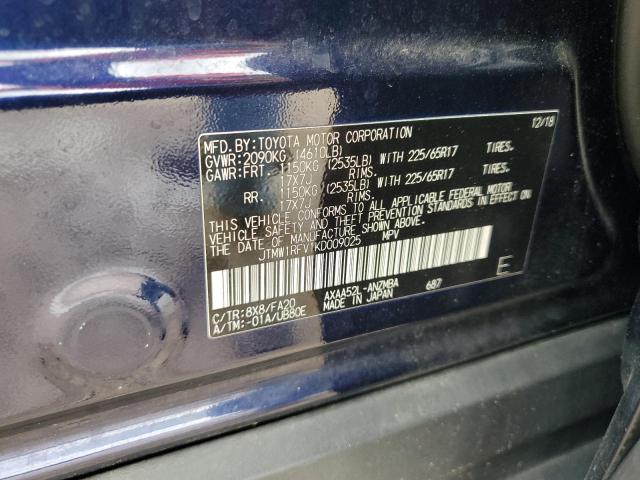 12/18
MFD. BY: TOYOTA MOTOR CORPORATION
GVWR: 2090KG (4610LB)
GAWR: FRT. 1150KG (2535LB) WITH 225/65R17 TIRES.
17X7J RIMS.
RR. 1150KG (2535LB) WITH 225/65R17 TIRES.
17X7J RIMS.
THIS VEHICLE CONFORMS TO ALL APPLICABLE FEDERAL MOTOR
VEHICLE SAFETY AND THEFT PREVENTION STANDARDS IN EFFECT ON
THE DATE OF MANUFACTURE SHOWN ABOVE.
JTMW1RFV1KD009025 MPV
C/TR: 8X8/FA20 AXAA52L-ANZMBA 687 E
A/TM: -01A/UB80E MADE IN JAPAN